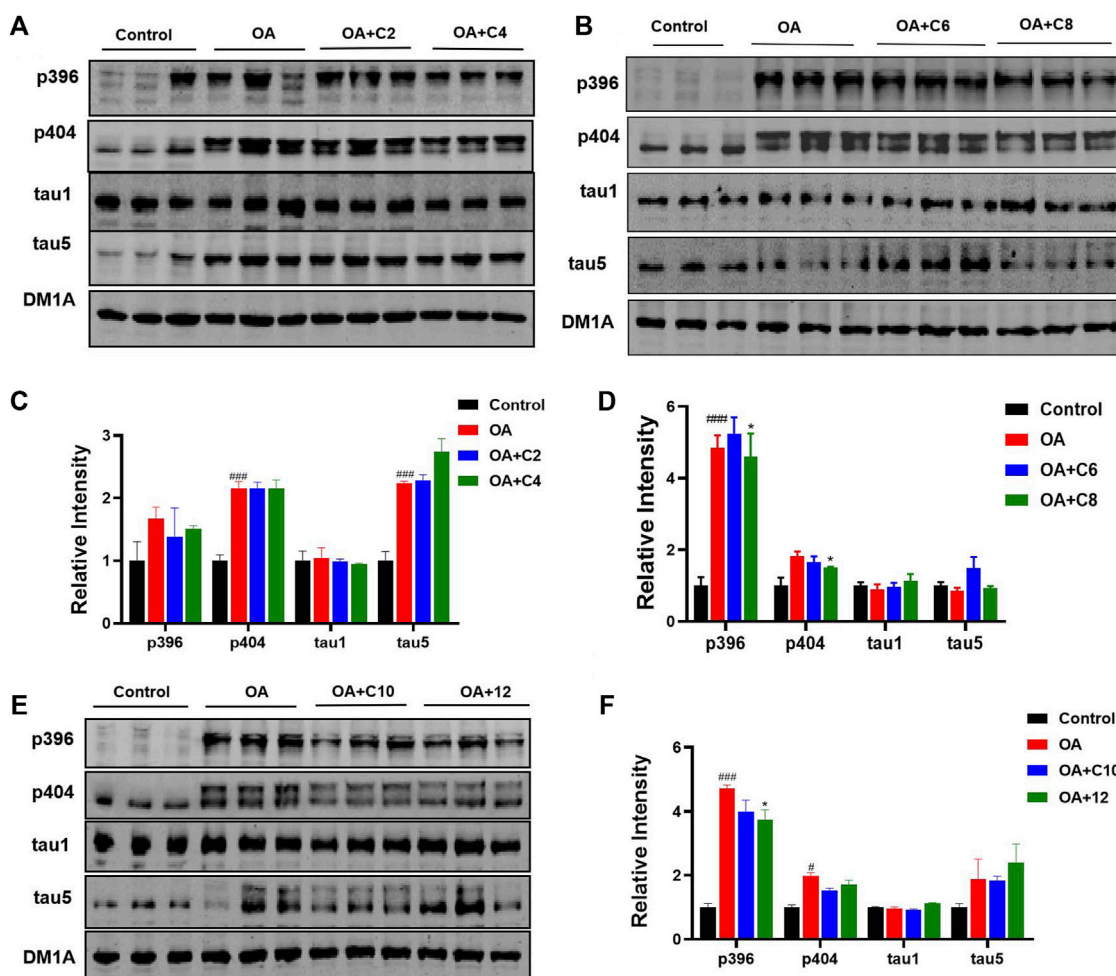 A
Control OA OA+C2 OA+C4
p396
p404
tau1
tau5
DM1A
B
Control OA OA+C6 OA+C8
p396
p404
tau1
tau5
DM1A
C
Relative Intensity
3
2
1
0
### ###
p396 p404 tau1 tau5
Control
OA
OA+C2
OA+C4
D
Relative Intensity
6
4
2
0
### * *
p396 p404 tau1 tau5
Control
OA
OA+C6
OA+C8
E
Control OA OA+C10 OA+12
p396
p404
tau1
tau5
DM1A
F
Relative Intensity
6
4
2
0
### * #
p396 p404 tau1 tau5
Control
OA
OA+C10
OA+12